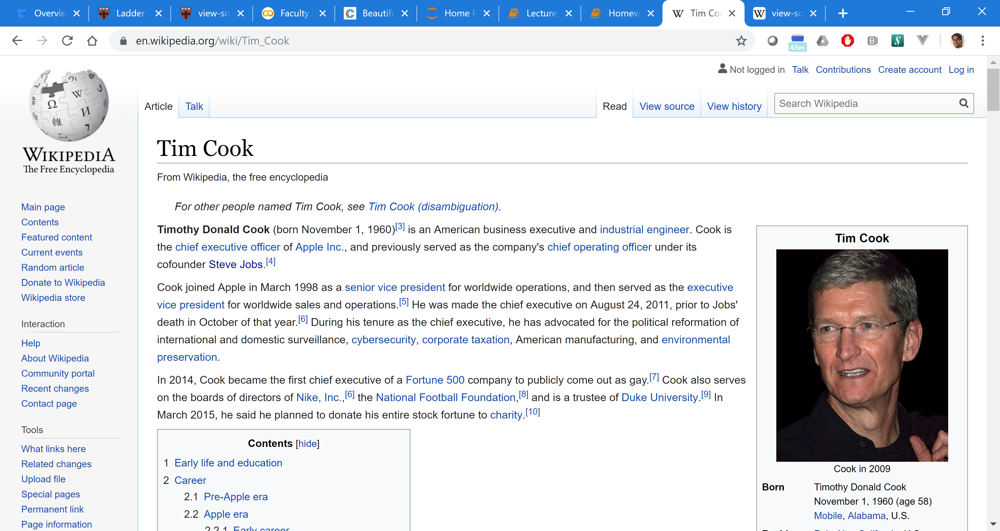 Overvie
Ladder
view-so
Faculty.
Beautifu
Home P
Lecture
Homew
Tim Coo
view-so
en.wikipedia.org/wiki/Tim_Cook
43m
Not logged in Talk Contributions Create account Log in
Article Talk Read View source View history Search Wikipedia
WIKIPEDIA
The Free Encyclopedia
Main page
Contents
Featured content
Current events
Random article
Donate to Wikipedia
Wikipedia store
Interaction
Help
About Wikipedia
Community portal
Recent changes
Contact page
Tools
What links here
Related changes
Upload file
Special pages
Permanent link
Page information
Tim Cook
From Wikipedia, the free encyclopedia
For other people named Tim Cook, see Tim Cook (disambiguation).
Timothy Donald Cook (born November 1, 1960)[3] is an American business executive and industrial engineer. Cook is
the chief executive officer of Apple Inc., and previously served as the company's chief operating officer under its
cofounder Steve Jobs.[4]
Cook joined Apple in March 1998 as a senior vice president for worldwide operations, and then served as the executive
vice president for worldwide sales and operations.[5] He was made the chief executive on August 24, 2011, prior to Jobs'
death in October of that year.[6] During his tenure as the chief executive, he has advocated for the political reformation of
international and domestic surveillance, cybersecurity, corporate taxation, American manufacturing, and environmental
preservation.
In 2014, Cook became the first chief executive of a Fortune 500 company to publicly come out as gay.[7] Cook also serves
on the boards of directors of Nike, Inc.,[6] the National Football Foundation,[8] and is a trustee of Duke University.[9] In
March 2015, he said he planned to donate his entire stock fortune to charity.[10]
Contents [hide]
1 Early life and education
2 Career
2.1 Pre-Apple era
2.2 Apple era
2.2.1 Early career
Tim Cook
Cook in 2009
Born Timothy Donald Cook
November 1, 1960 (age 58)
Mobile, Alabama, U.S.